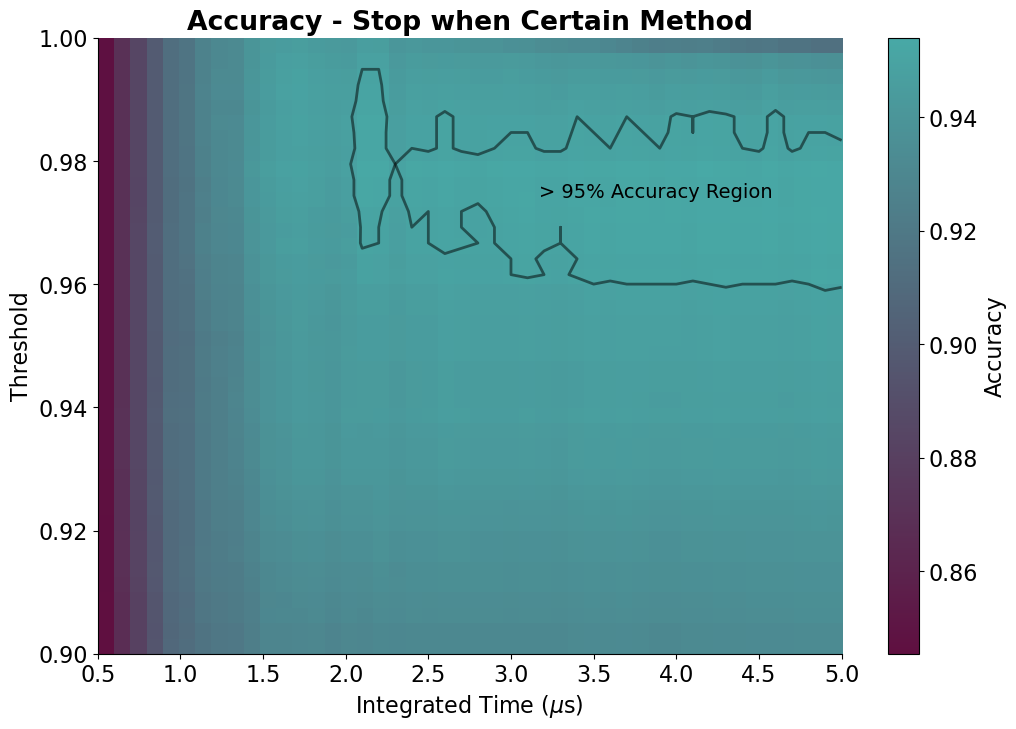 Accuracy - Stop when Certain Method
1.00
0.98
0.96
0.94
0.92
0.90
Threshold
> 95% Accuracy Region
0.5 1.0 1.5 2.0 2.5 3.0 3.5 4.0 4.5 5.0
Integrated Time (μs)
0.94
0.92
0.90
0.88
0.86
Accuracy